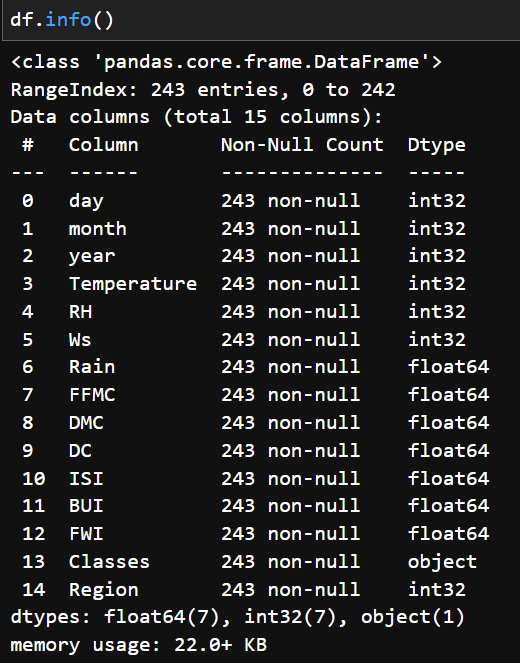 df.info()
<class 'pandas.core.frame.DataFrame'>
RangeIndex: 243 entries, 0 to 242
Data columns (total 15 columns):
 #   Column       Non-Null Count  Dtype
---  ------       --------------  -----
 0   day          243 non-null    int32
 1   month        243 non-null    int32
 2   year         243 non-null    int32
 3   Temperature  243 non-null    int32
 4   RH           243 non-null    int32
 5   Ws           243 non-null    int32
 6   Rain         243 non-null    float64
 7   FFMC         243 non-null    float64
 8   DMC          243 non-null    float64
 9   DC           243 non-null    float64
 10  ISI          243 non-null    float64
 11  BUI          243 non-null    float64
 12  FWI          243 non-null    float64
 13  Classes      243 non-null    object
 14  Region       243 non-null    int32
dtypes: float64(7), int32(7), object(1)
memory usage: 22.0+ KB